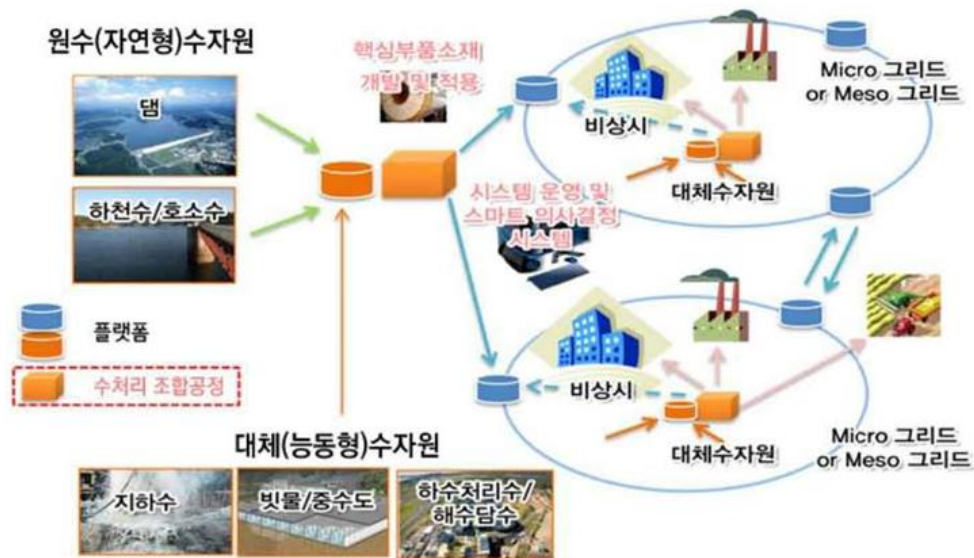 원수(자연형)수자원
댐
하천수/호소수
핵심부품소재
개발 및 적용
Micro 그리드
or Meso 그리드
비상시
대체수자원
시스템 운영 및
스마트 의사결정
시스템
플랫폼
수처리 조합공정
비상시
대체수자원
Micro 그리드
or Meso 그리드
대체(능동형)수자원
지하수
빗물/중수도
하수처리수/
해수담수